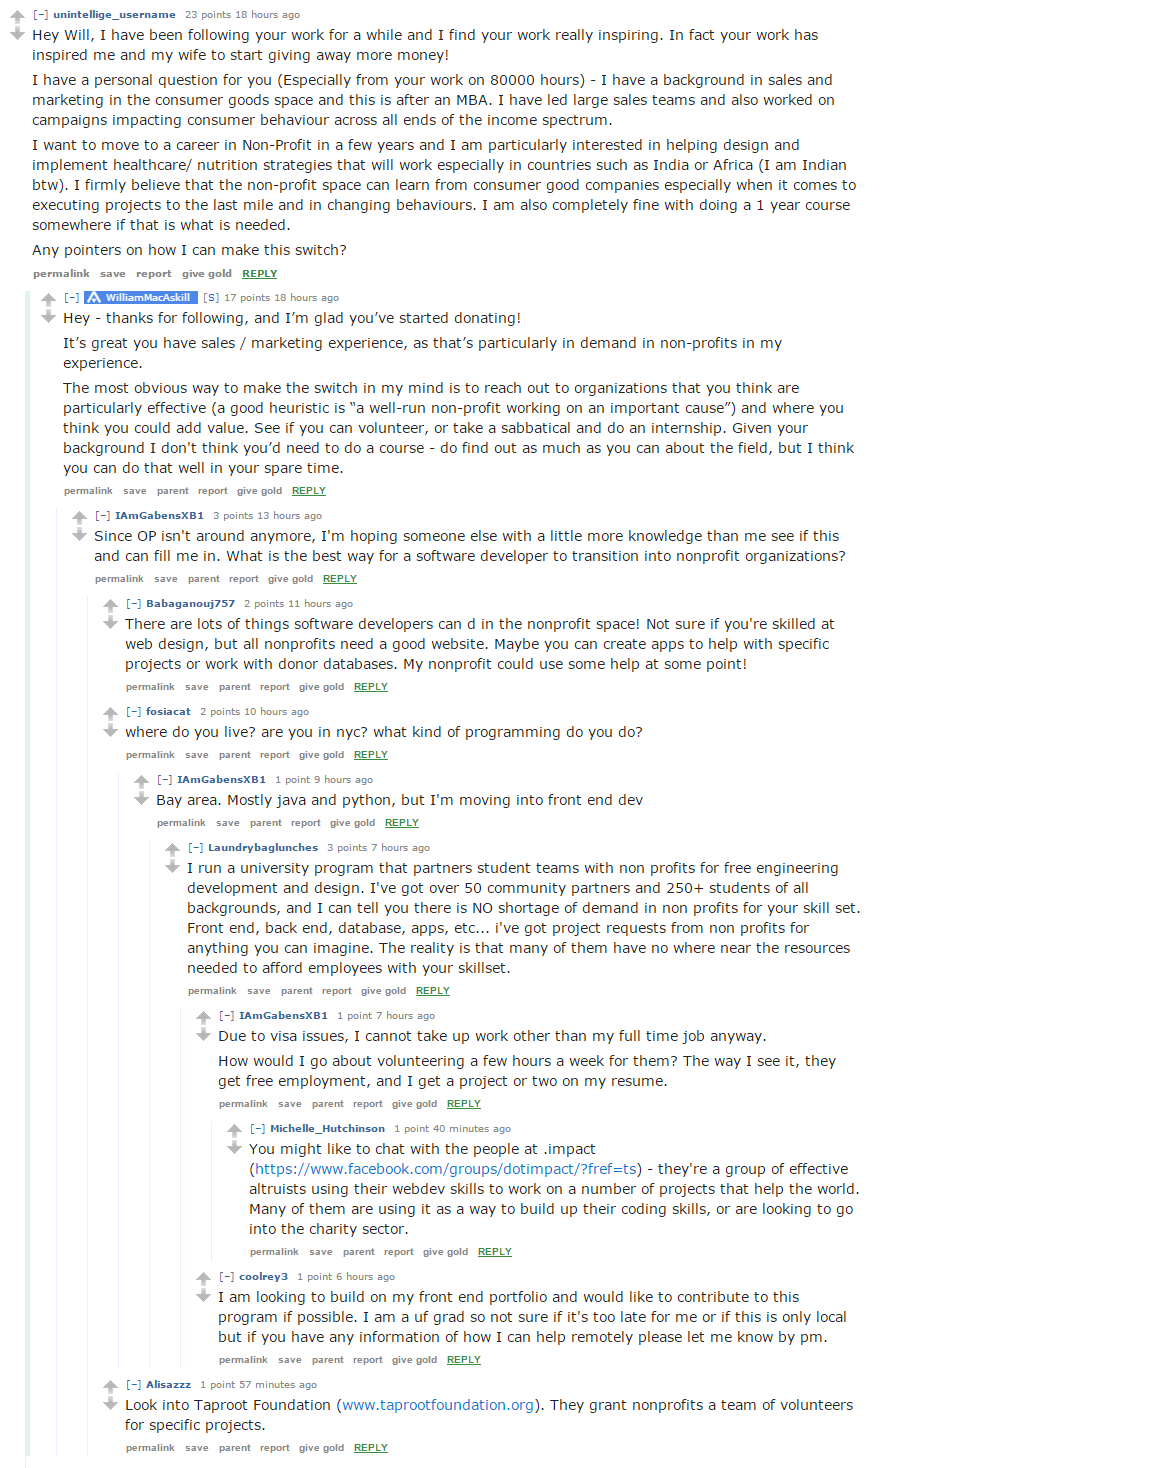 [–] unintellige_username 23 points 18 hours ago
Hey Will, I have been following your work for a while and I find your work really inspiring. In fact your work has
inspired me and my wife to start giving away more money!
I have a personal question for you (Especially from your work on 80000 hours) - I have a background in sales and
marketing in the consumer goods space and this is after an MBA. I have led large sales teams and also worked on
campaigns impacting consumer behaviour across all ends of the income spectrum.
I want to move to a career in Non-Profit in a few years and I am particularly interested in helping design and
implement healthcare/ nutrition strategies that will work especially in countries such as India or Africa (I am Indian
btw). I firmly believe that the non-profit space can learn from consumer good companies especially when it comes to
executing projects to the last mile and in changing behaviours. I am also completely fine with doing a 1 year course
somewhere if that is what is needed.
Any pointers on how I can make this switch?
permalink save report give gold REPLY
[–] WilliamMacAskill [S] 17 points 18 hours ago
Hey - thanks for following, and I’m glad you’ve started donating!
It’s great you have sales / marketing experience, as that’s particularly in demand in non-profits in my
experience.
The most obvious way to make the switch in my mind is to reach out to organizations that you think are
particularly effective (a good heuristic is “a well-run non-profit working on an important cause”) and where you
think you could add value. See if you can volunteer, or take a sabbatical and do an internship. Given your
background I don't think you’d need to do a course - do find out as much as you can about the field, but I think
you can do that well in your spare time.
permalink save parent report give gold REPLY
[–] IAmGabensXB1 3 points 13 hours ago
Since OP isn't around anymore, I'm hoping someone else with a little more knowledge than me see if this
and can fill me in. What is the best way for a software developer to transition into nonprofit organizations?
permalink save parent report give gold REPLY
[–] Babaganouj757 2 points 11 hours ago
There are lots of things software developers can d in the nonprofit space! Not sure if you're skilled at
web design, but all nonprofits need a good website. Maybe you can create apps to help with specific
projects or work with donor databases. My nonprofit could use some help at some point!
permalink save parent report give gold REPLY
[–] fosiacat 2 points 10 hours ago
where do you live? are you in nyc? what kind of programming do you do?
permalink save parent report give gold REPLY
[–] IAmGabensXB1 1 point 9 hours ago
Bay area. Mostly java and python, but I'm moving into front end dev
permalink save parent report give gold REPLY
[–] Laundrybaglunches 3 points 7 hours ago
I run a university program that partners student teams with non profits for free engineering
development and design. I've got over 50 community partners and 250+ students of all
backgrounds, and I can tell you there is NO shortage of demand in non profits for your skill set.
Front end, back end, database, apps, etc... i've got project requests from non profits for
anything you can imagine. The reality is that many of them have no where near the resources
needed to afford employees with your skillset.
permalink save parent report give gold REPLY
[–] IAmGabensXB1 1 point 7 hours ago
Due to visa issues, I cannot take up work other than my full time job anyway.
How would I go about volunteering a few hours a week for them? The way I see it, they
get free employment, and I get a project or two on my resume.
permalink save parent report give gold REPLY
[–] Michelle_Hutchinson 1 point 40 minutes ago
You might like to chat with the people at .impact
(https://www.facebook.com/groups/dotimpact/?fref=ts) - they're a group of effective
altruists using their webdev skills to work on a number of projects that help the world.
Many of them are using it as a way to build up their coding skills, or are looking to go
into the charity sector.
permalink save parent report give gold REPLY
[–] coolrey3 1 point 6 hours ago
I am looking to build on my front end portfolio and would like to contribute to this
program if possible. I am a uf grad so not sure if it's too late for me or if this is only local
but if you have any information of how I can help remotely please let me know by pm.
permalink save parent report give gold REPLY
[–] Alisazzz 1 point 57 minutes ago
Look into Taproot Foundation (www.taprootfoundation.org). They grant nonprofits a team of volunteers
for specific projects.
permalink save parent report give gold REPLY